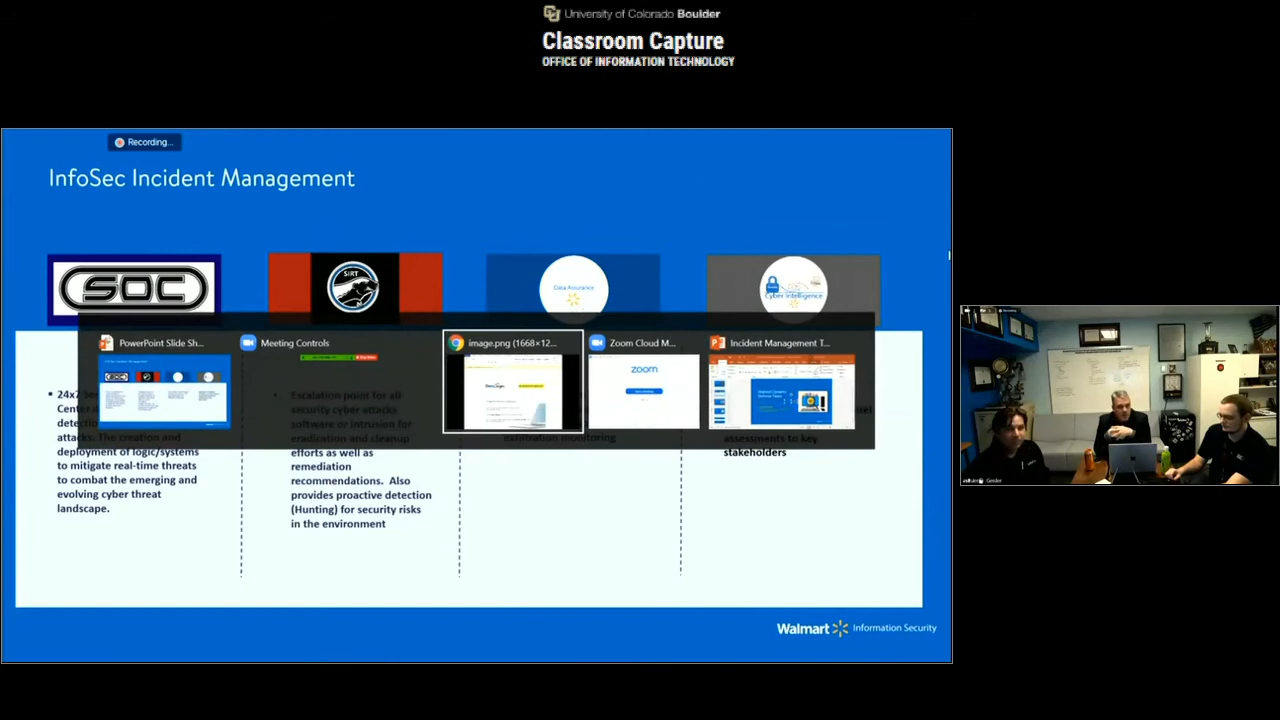 University of Colorado Boulder
Classroom Capture
OFFICE OF INFORMATION TECHNOLOGY
Recording...
InfoSec Incident Management
SOC
SIRT
Data Assurance
Cyber Intelligence
PowerPoint Slide Sh...
Meeting Controls
image.png (1668×12...
Zoom Cloud M...
Incident Management T...
zoom
24x7
attacks. The creation and
deployment of logic/systems
to mitigate real-time threats
to combat the emerging and
evolving cyber threat
landscape.
Escalation point for all
security cyber attacks
software or intrusion for
eradication and cleanup
efforts as well as
remediation
recommendations. Also
provides proactive detection
(Hunting) for security risks
in the environment
exfiltration monitoring
assessments to key
stakeholders
Walmart Information Security